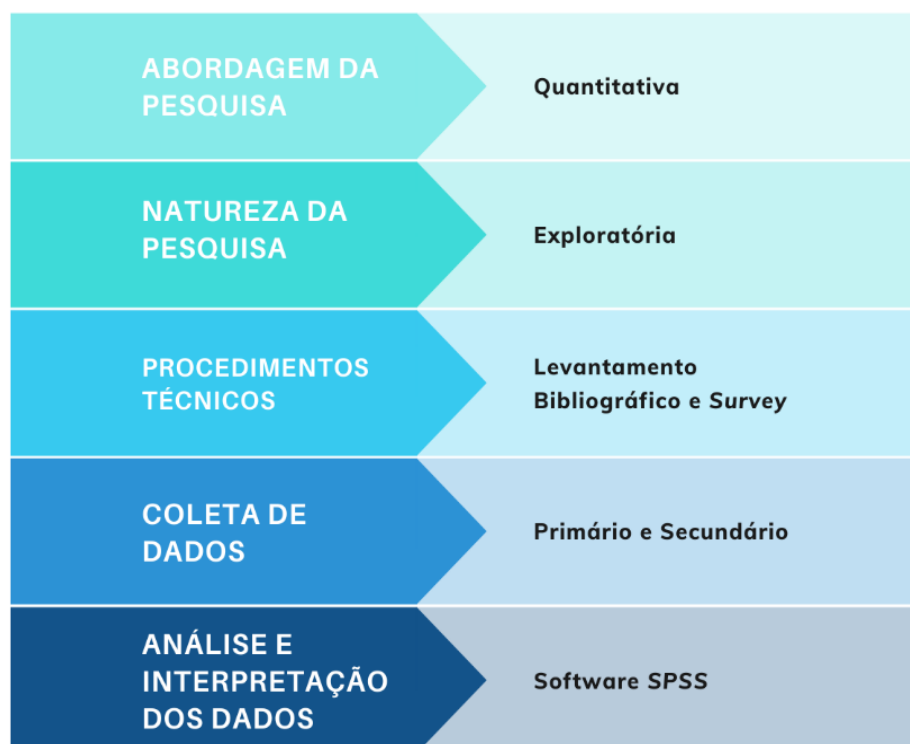 ABORDAGEM DA
PESQUISA
Quantitativa
NATUREZA DA
PESQUISA
Exploratória
PROCEDIMENTOS
TÉCNICOS
Levantamento
Bibliográfico e Survey
COLETA DE
DADOS
Primário e Secundário
ANÁLISE E
INTERPRETAÇÃO
DOS DADOS
Software SPSS